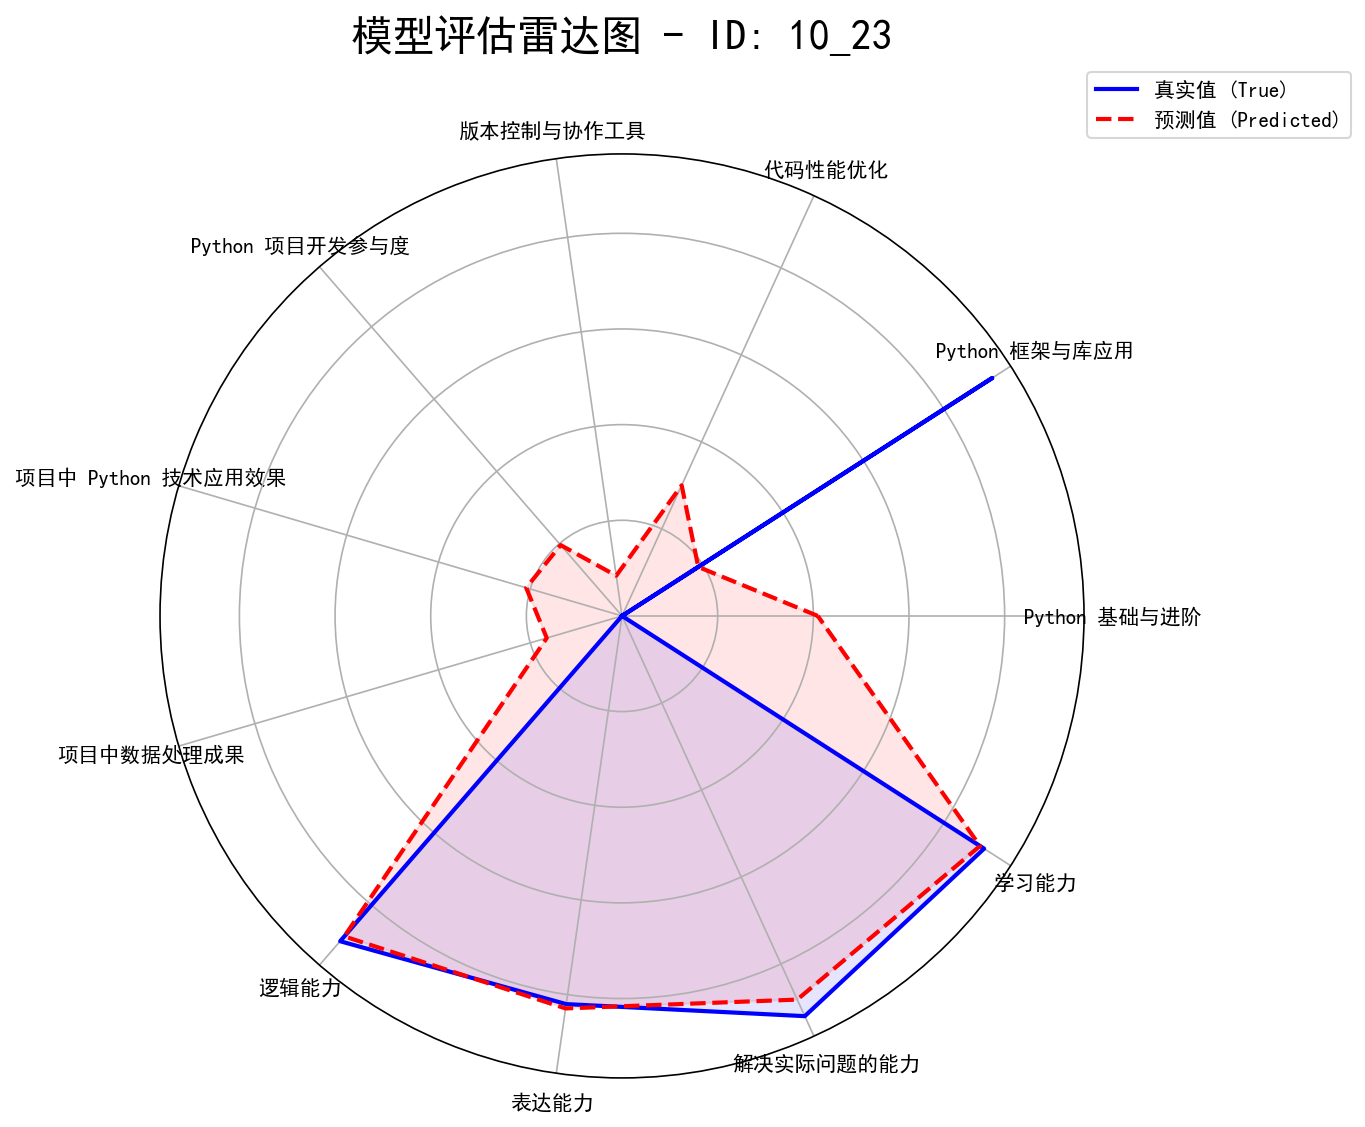 模型评估雷达图 - ID: 10_23
真实值 (True)
预测值 (Predicted)
版本控制与协作工具
代码性能优化
Python 项目开发参与度
Python 框架与库应用
项目中 Python 技术应用效果
Python 基础与进阶
项目中数据处理成果
学习能力
逻辑能力
解决实际问题的能力
表达能力